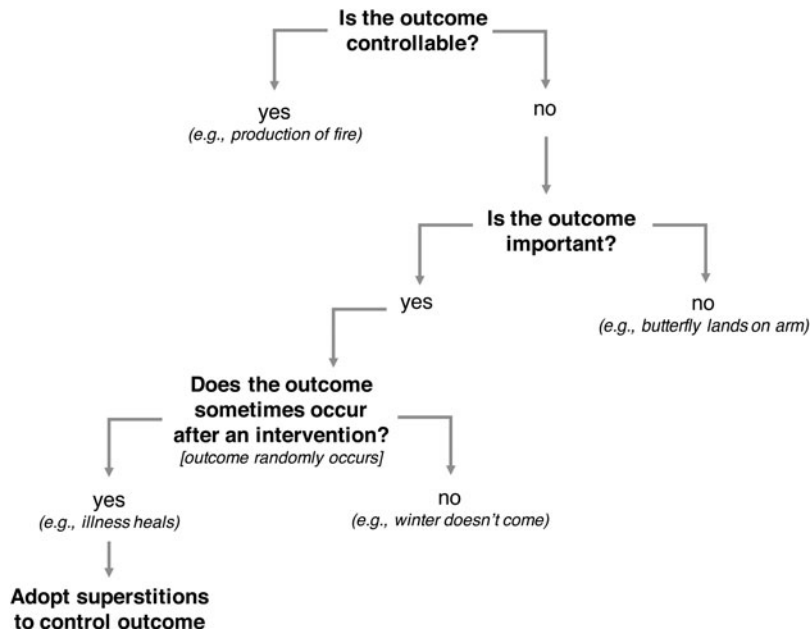 Is the outcome
controllable?
yes
(e.g., production of fire)
no
Is the outcome
important?
yes
no
(e.g., butterfly lands on arm)
Does the outcome
sometimes occur
after an intervention?
[outcome randomly occurs]
yes
(e.g., illness heals)
no
(e.g., winter doesn't come)
Adopt superstitions
to control outcome